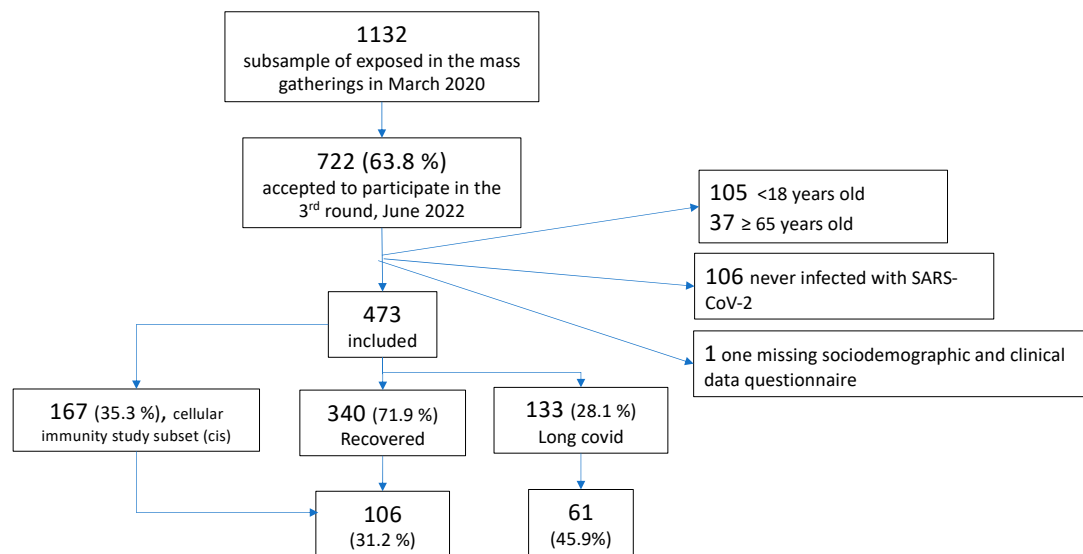 1132
subsample of exposed in the mass
gatherings in March 2020
722 (63.8 %)
accepted to participate in the
3rd round, June 2022
105 <18 years old
37 ≥ 65 years old
106 never infected with SARS-
CoV-2
1 one missing sociodemographic and clinical
data questionnaire
473
included
167 (35.3 %), cellular
immunity study subset (cis)
340 (71.9 %)
Recovered
133 (28.1 %)
Long covid
106
(31.2 %)
61
(45.9%)